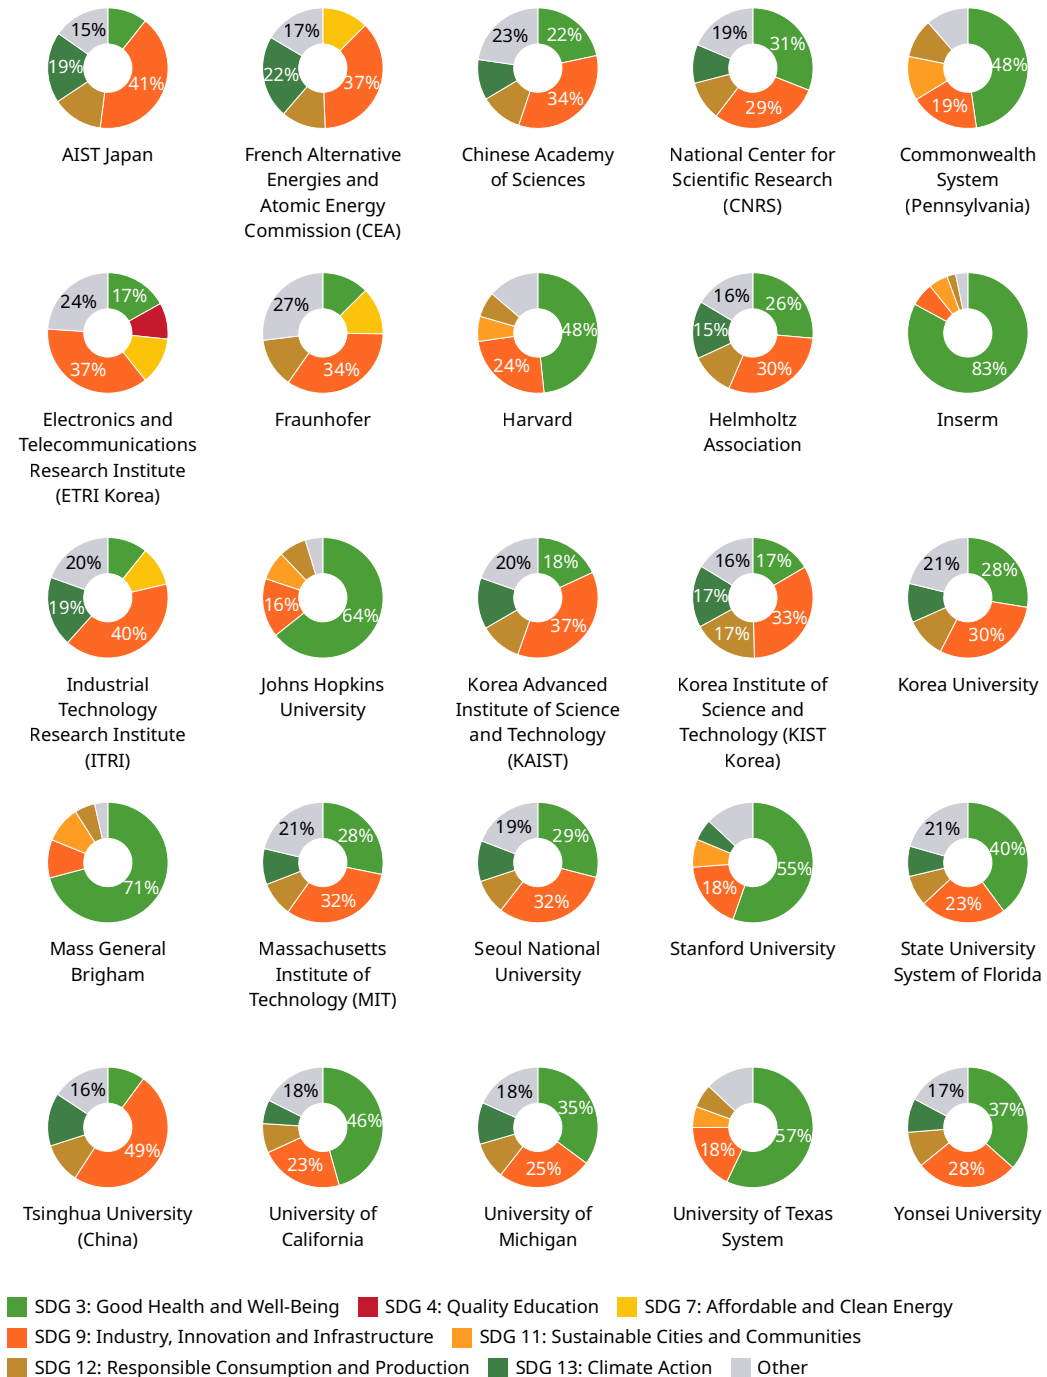 15%
19%
41%
AIST Japan
17%
22%
37%
French Alternative
Energies and
Atomic Energy
Commission (CEA)
23%
22%
34%
Chinese Academy
of Sciences
19%
31%
29%
National Center for
Scientific Research
(CNRS)
48%
19%
Commonwealth
System
(Pennsylvania)
24%
17%
37%
Electronics and
Telecommunications
Research Institute
(ETRI Korea)
27%
34%
Fraunhofer
48%
24%
Harvard
16%
26%
15%
30%
Helmholtz
Association
83%
Inserm
20%
19%
40%
Industrial
Technology
Research Institute
(ITRI)
16%
64%
Johns Hopkins
University
20%
18%
37%
Korea Advanced
Institute of Science
and Technology
(KAIST)
16%
17%
17%
33%
17%
Korea Institute of
Science and
Technology (KIST
Korea)
21%
28%
30%
Korea University
71%
Mass General
Brigham
21%
28%
32%
Massachusetts
Institute of
Technology (MIT)
19%
29%
32%
Seoul National
University
55%
18%
Stanford University
21%
40%
23%
State University
System of Florida
16%
49%
Tsinghua University
(China)
18%
46%
23%
University of
California
18%
35%
25%
University of
Michigan
57%
18%
University of Texas
System
17%
37%
28%
Yonsei University
SDG 3: Good Health and Well-Being SDG 4: Quality Education SDG 7: Affordable and Clean Energy
SDG 9: Industry, Innovation and Infrastructure SDG 11: Sustainable Cities and Communities
SDG 12: Responsible Consumption and Production SDG 13: Climate Action Other